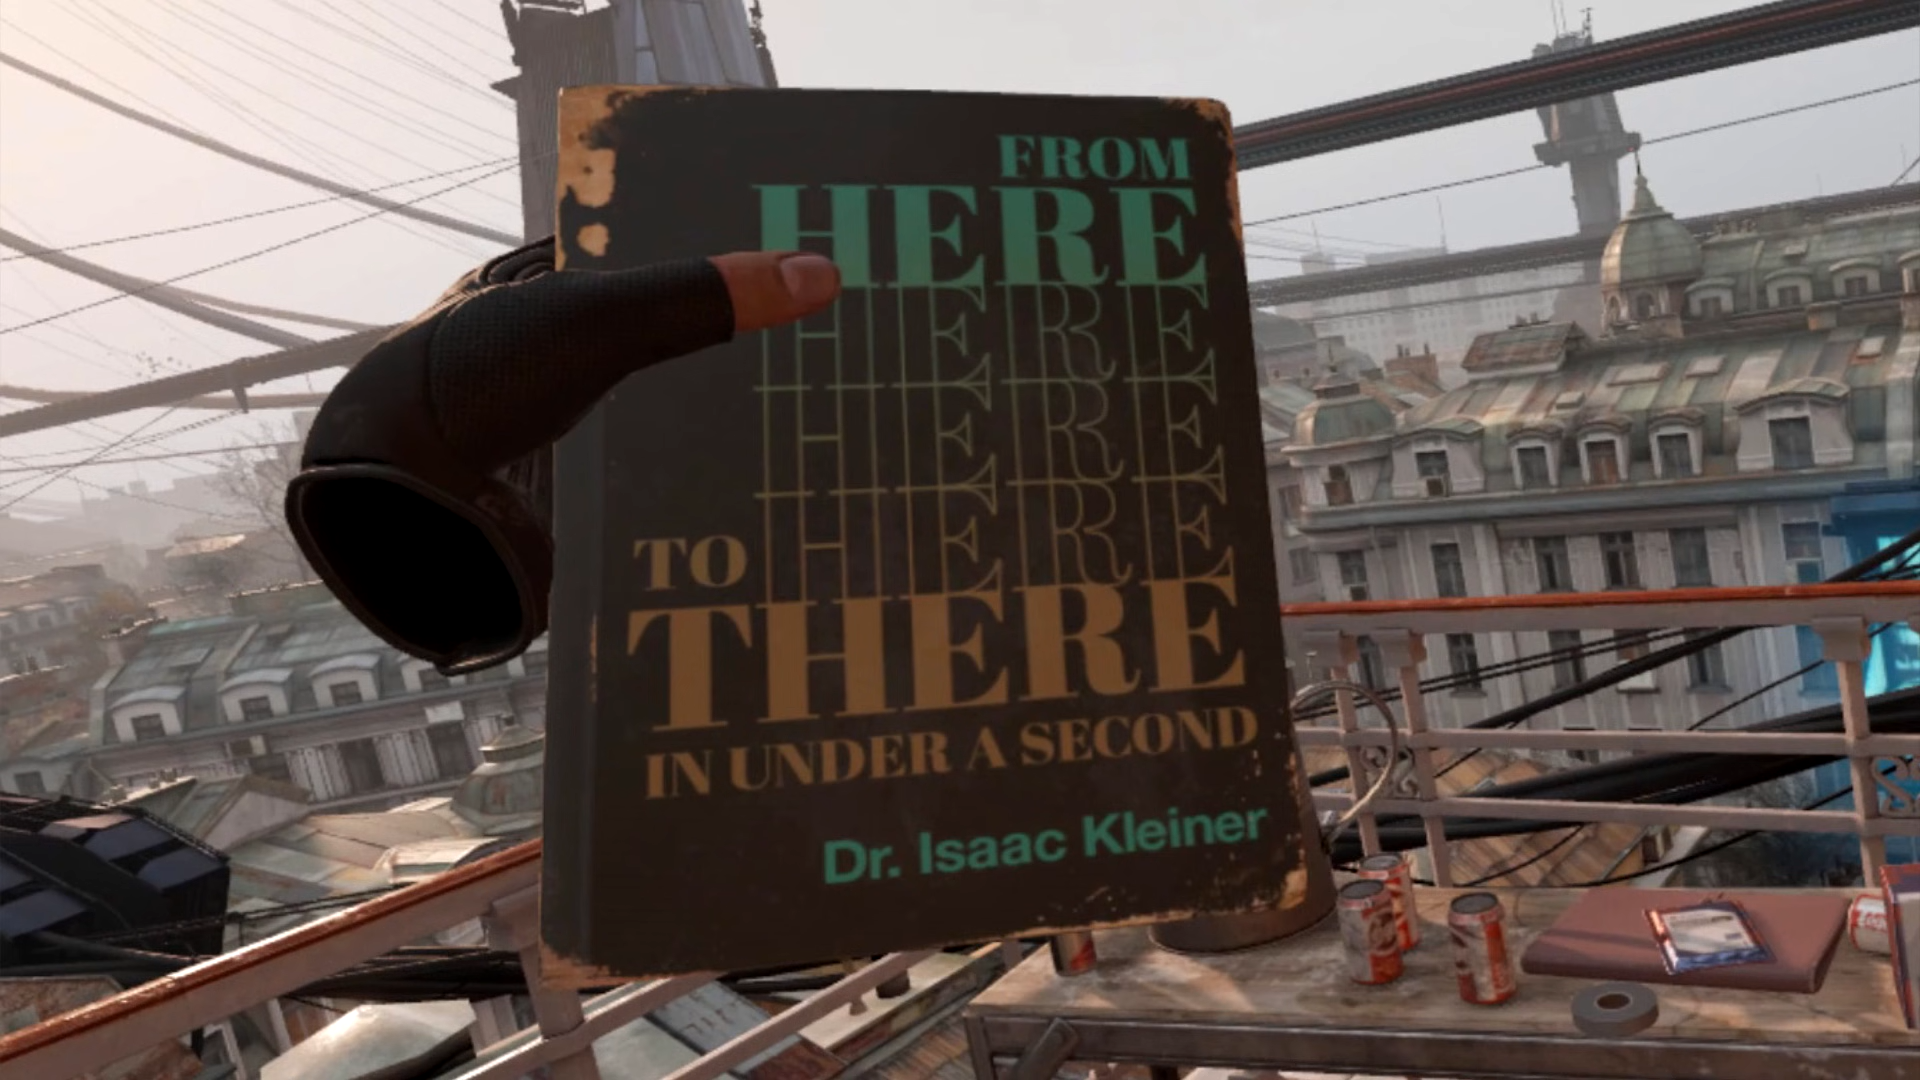 FROM
HERE
HERE
HERE
HERE
TO
THERE
IN UNDER A SECOND
Dr. Isaac Kleiner